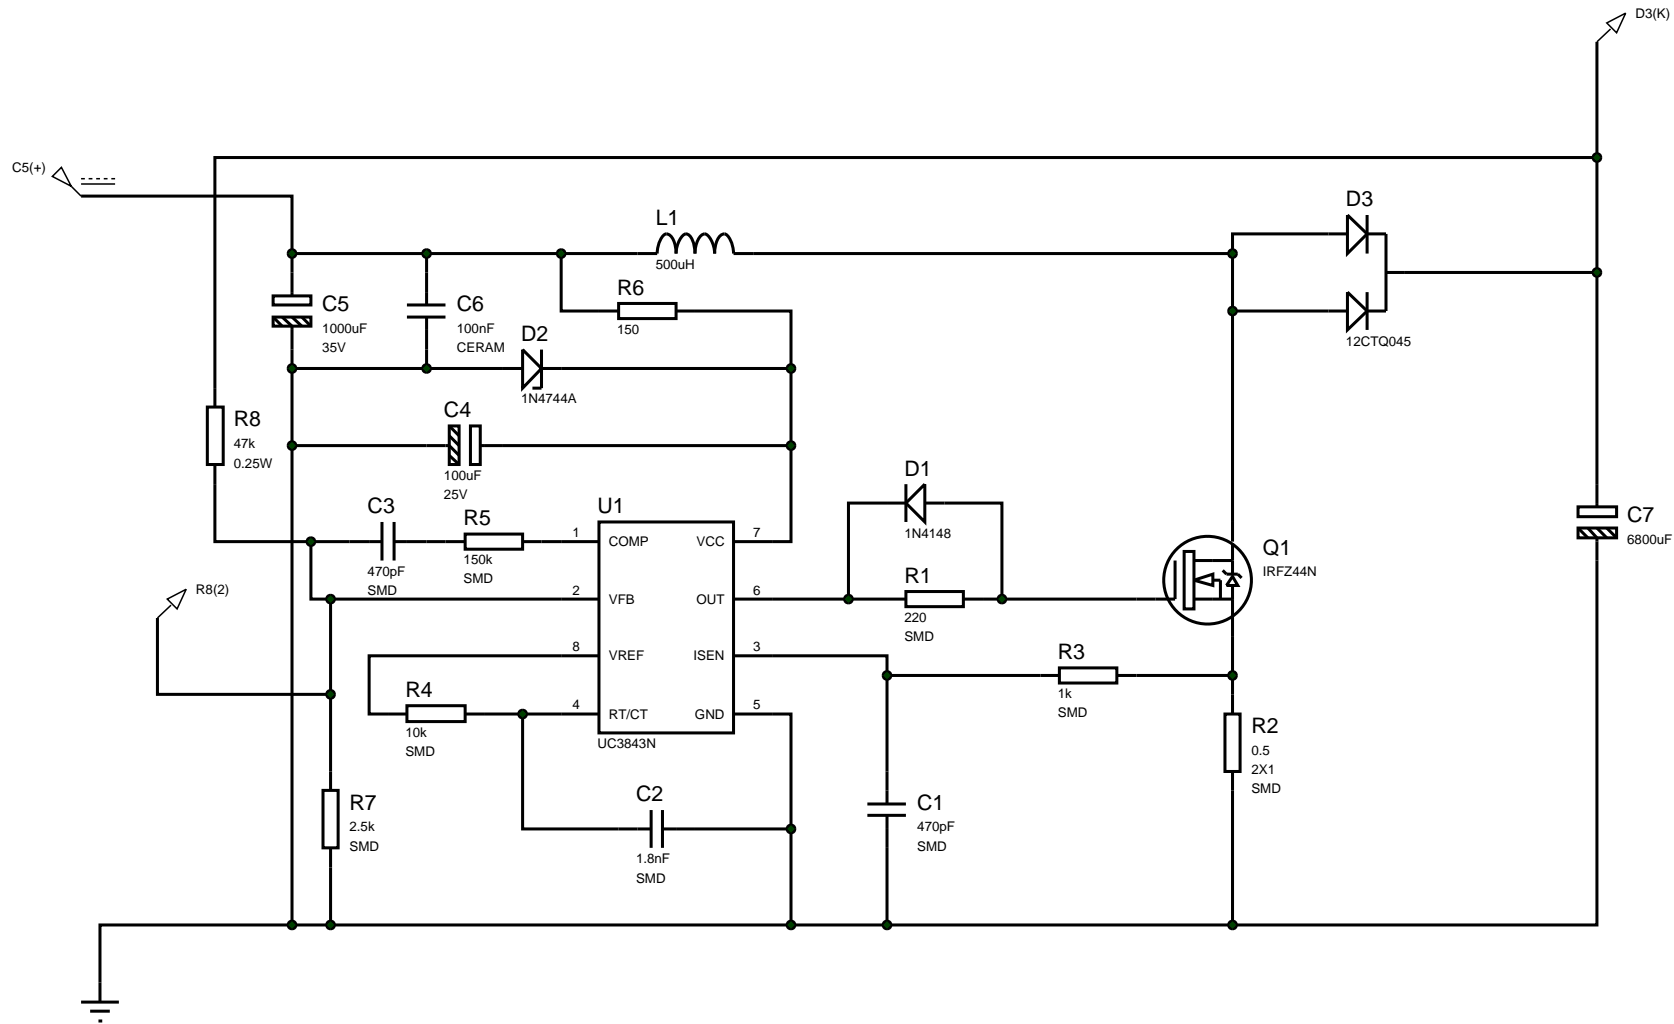 D3(K)
C5(+)
D3
12CTQ045
L1
500uH
R6
150
C5
1000uF
35V
C6
100nF
CERAM
D2
1N4744A
R8
47k
0.25W
C4
100uF
25V
D1
1N4148
C7
6800uF
C3
470pF
SMD
R5
150k
SMD
U1
1
COMP
VCC
7
2
VFB
OUT
6
8
VREF
ISEN
3
4
RT/CT
GND
5
UC3843N
Q1
IRFZ44N
R1
220
SMD
R8(2)
R3
1k
SMD
R4
10k
SMD
R2
0.5
2X1
SMD
R7
2.5k
SMD
C2
1.8nF
SMD
C1
470pF
SMD